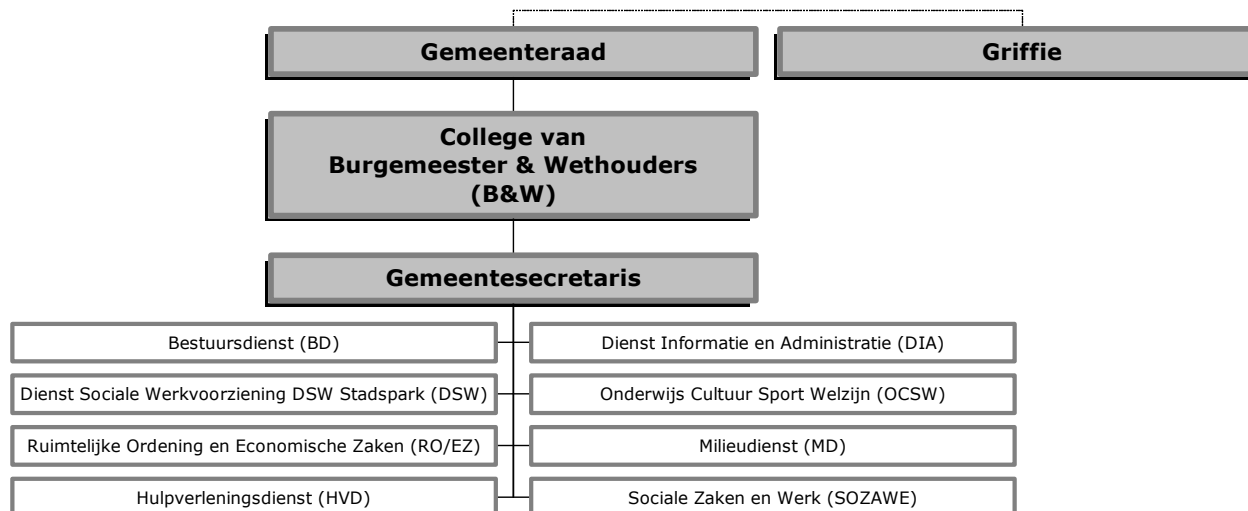 Gemeenteraad
Griffie
College van
Burgemeester & Wethouders
(B&W)
Gemeentesecretaris
Bestuursdienst (BD)
Dienst Informatie en Administratie (DIA)
Dienst Sociale Werkvoorziening DSW Stadspark (DSW)
Onderwijs Cultuur Sport Welzijn (OCSW)
Ruimtelijke Ordening en Economische Zaken (RO/EZ)
Milieudienst (MD)
Hulpverleningsdienst (HVD)
Sociale Zaken en Werk (SOZAWE)